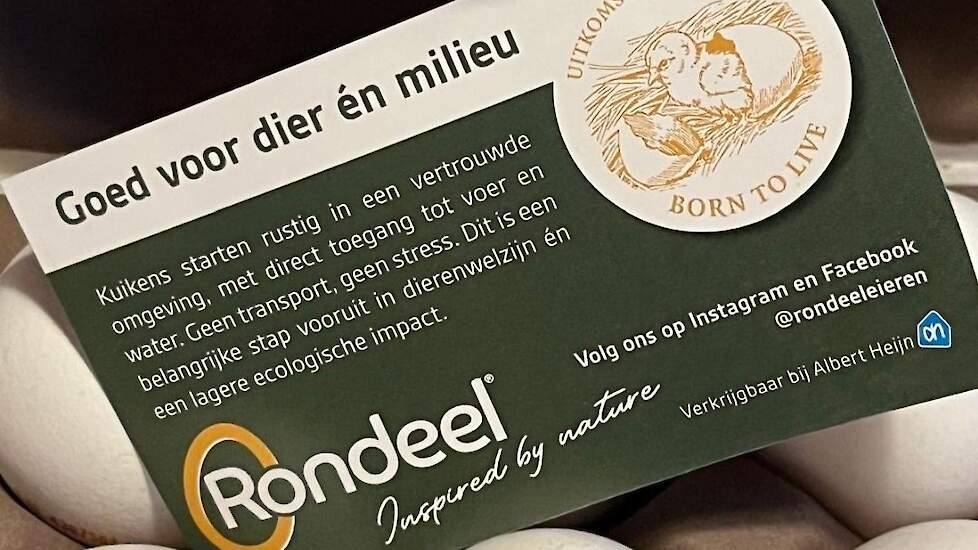 Goed voor dier én milieu
Kuikens starten rustig in een vertrouwde
omgeving, met direct toegang tot voer en
water. Geen transport, geen stress. Dit is een
belangrijke stap vooruit in dierenwelzijn én
een lagere ecologische impact.
BORN TO LIVE
Volg ons op Instagram en Facebook
@rondeeleieren
Verkrijgbaar bij Albert Heijn ah
Rondeel®
Inspired by nature